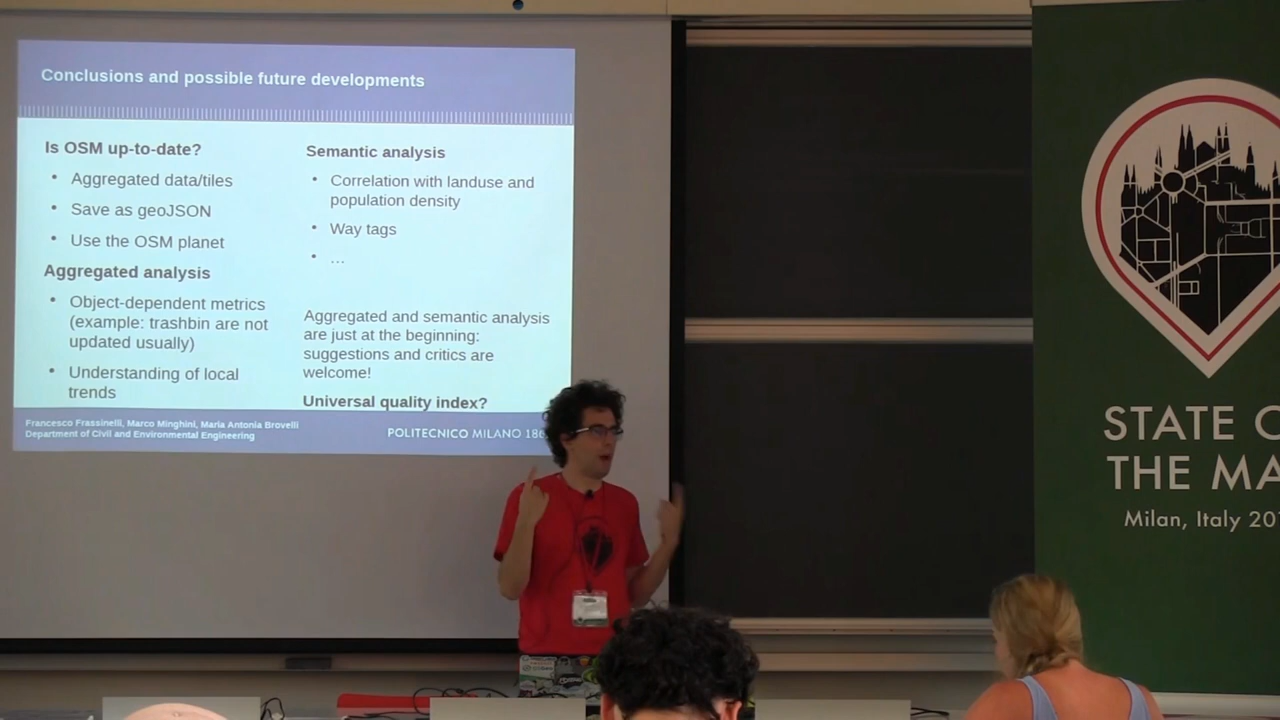 Conclusions and possible future developments
Is OSM up-to-date?
• Aggregated data/tiles
• Save as geoJSON
• Use the OSM planet
Aggregated analysis
• Object-dependent metrics
(example: trashbin are not
updated usually)
• Understanding of local
trends
Semantic analysis
• Correlation with landuse and
population density
• Way tags
• …
Aggregated and semantic analysis
are just at the beginning:
suggestions and critics are
welcome!
Universal quality index?
Francesco Frassinelli, Marco Minghini, Maria Antonia Brovelli
Department of Civil and Environmental Engineering
POLITECNICO MILANO 186
STATE O
THE MA
Milan, Italy 20